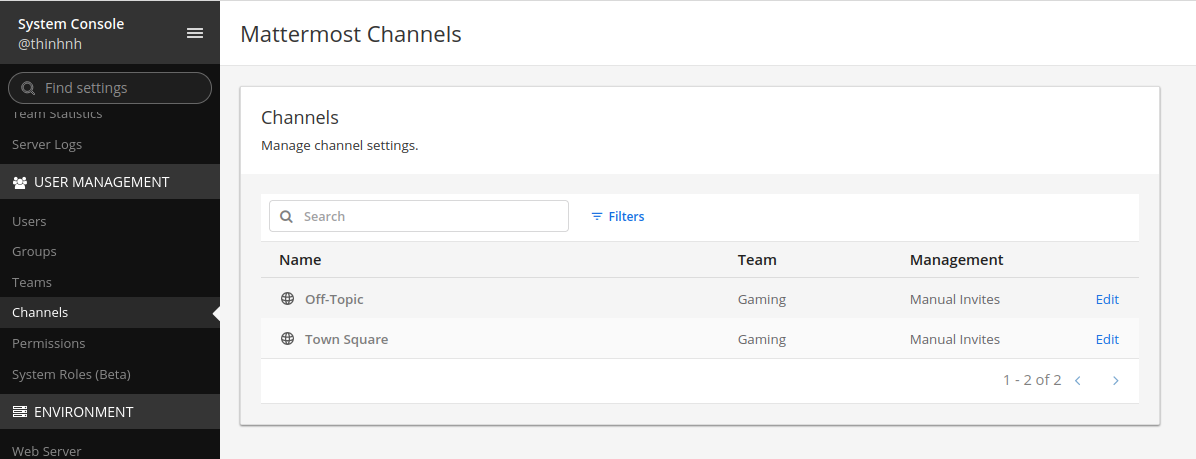 System Console
@thinhnh
Find settings
Team Statistics
Server Logs
USER MANAGEMENT
Users
Groups
Teams
Channels
Permissions
System Roles (Beta)
ENVIRONMENT
Web Server
Mattermost Channels
Channels
Manage channel settings.
Search Filters
Name Team Management
Off-Topic Gaming Manual Invites Edit
Town Square Gaming Manual Invites Edit
1 - 2 of 2